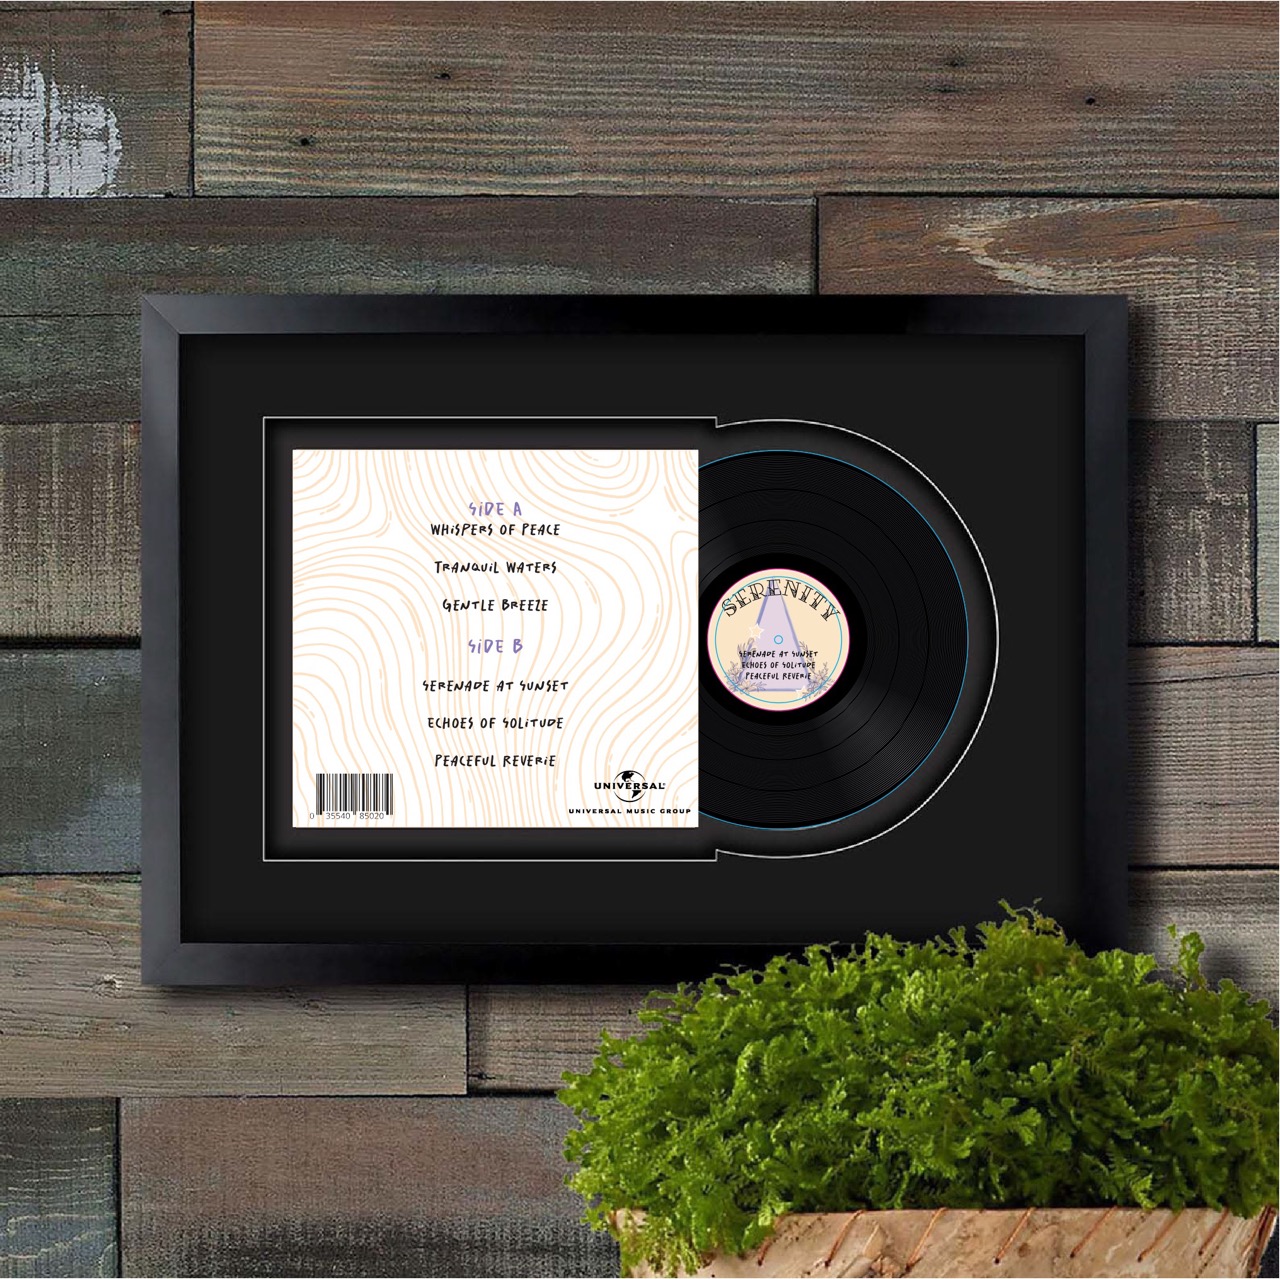 SIDE A
WHISPERS OF PEACE
TRANQUIL WATERS
GENTLE BREEZE
SIDE B
SERENADE AT SUNSET
ECHOES OF SOLITUDE
PEACEFUL REVERIE
0 35540 85020
UNIVERSAL
UNIVERSAL MUSIC GROUP
SERENITY
SERENADE AT SUNSET
ECHOES OF SOLITUDE
PEACEFUL REVERIE